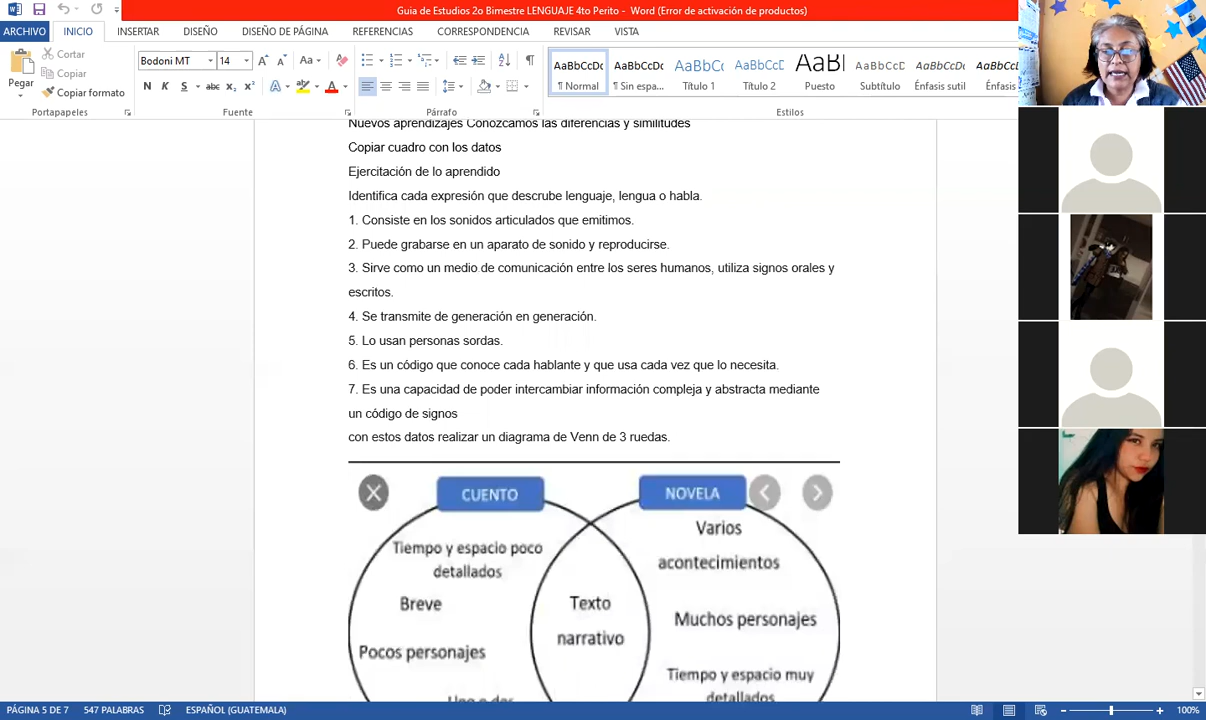 Guia de Estudios 2o Bimestre LENGUAJE 4to Perito - Word (Error de activación de productos)
ARCHIVO INICIO INSERTAR DISEÑO DISEÑO DE PÁGINA REFERENCIAS CORRESPONDENCIA REVISAR VISTA
Pegar
Cortar
Copiar
Copiar formato
Portapapeles
Bodoni MT 14
N K S abc x₂ x²
Fuente
Párrafo
AaBbCcDc AaBbCcDc AaBbCc AaBbCcC AaBl AaBbCcC AaBbCcDc AaBbCcDc
¶ Normal ¶ Sin espa... Título 1 Título 2 Puesto Subtítulo Énfasis sutil Énfasis
Estilos
Nuevos aprendizajes Conozcamos las diferencias y similitudes
Copiar cuadro con los datos
Ejercitación de lo aprendido
Identifica cada expresión que descrube lenguaje, lengua o habla.
1. Consiste en los sonidos articulados que emitimos.
2. Puede grabarse en un aparato de sonido y reproducirse.
3. Sirve como un medio de comunicación entre los seres humanos, utiliza signos orales y
escritos.
4. Se transmite de generación en generación.
5. Lo usan personas sordas.
6. Es un código que conoce cada hablante y que usa cada vez que lo necesita.
7. Es una capacidad de poder intercambiar información compleja y abstracta mediante
un código de signos
con estos datos realizar un diagrama de Venn de 3 ruedas.
CUENTO NOVELA
Tiempo y espacio poco
detallados
Breve
Pocos personajes
Texto
narrativo
Varios
acontecimientos
Muchos personajes
Tiempo y espacio muy
detallados
PÁGINA 5 DE 7 547 PALABRAS ESPAÑOL (GUATEMALA) 100%